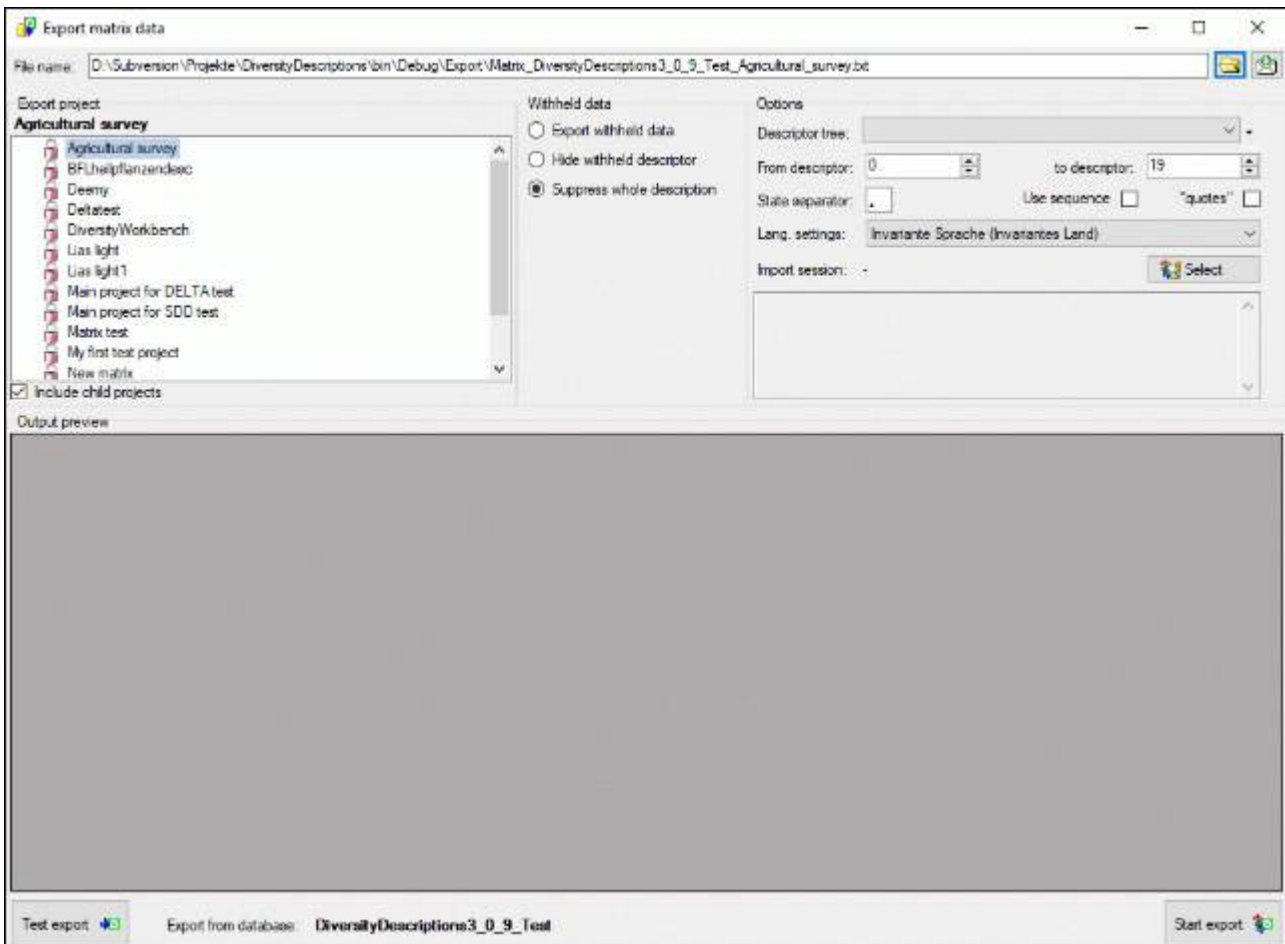 Export matrix data
File name: D:\Subversion\Projekte\DiversityDescriptions\bin\Debug\Export\Matrix_DiversityDescriptions3_0_9_Test_Agricultural_survey.txt
Export project
Agricultural survey
Agricultural survey
BFLheilpflanzendesc
Deemy
Deltatest
DiversityWorkbench
Lias light
Lias light1
Main project for DELTA test
Main project for SDD test
Matrix test
My first test project
New matrix
Include child projects
Withheld data
Export withheld data
Hide withheld descriptor
Suppress whole description
Options
Descriptor tree:
From descriptor: 0 to descriptor: 19
State separator: Use sequence "quotes"
Lang. settings: Invariante Sprache (Invariantes Land)
Import session: - Select
Output preview
Test export Export from database: DiversityDescriptions3_0_9_Test Start export